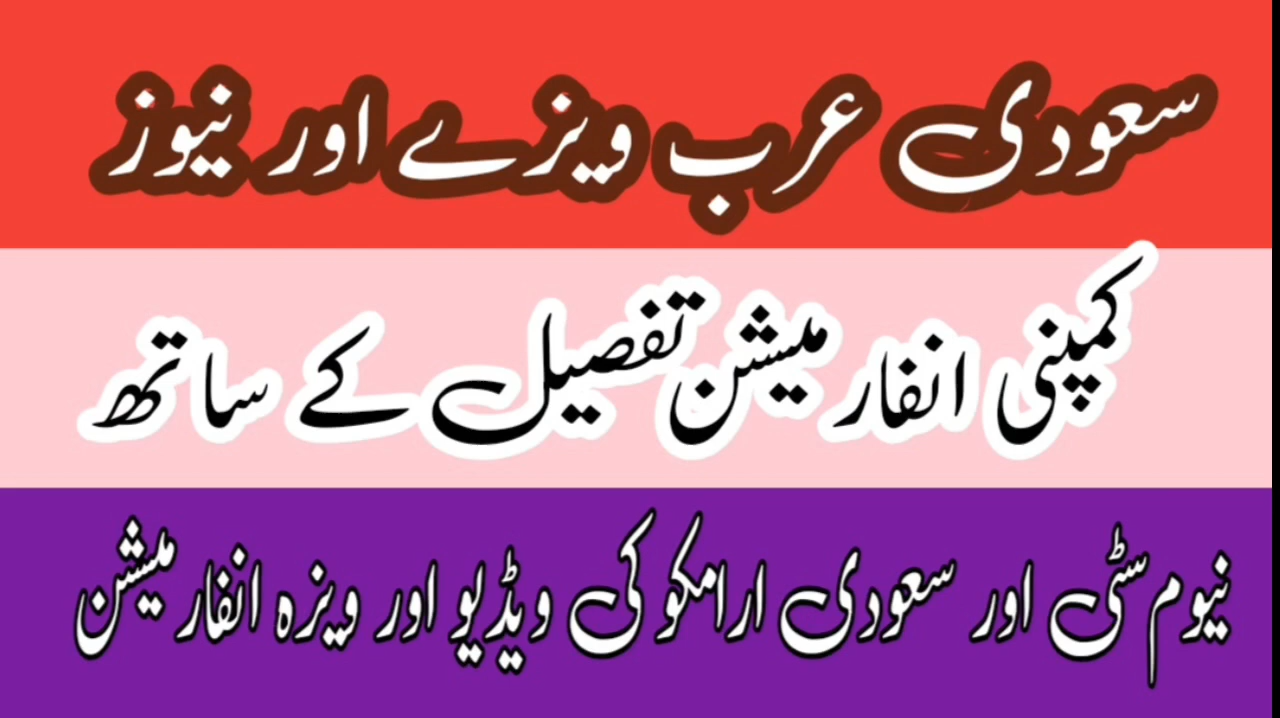 سعودی عرب ویزے اور نیوز
کمپنی انفارمیشن تفصیل کے ساتھ
نیوم سٹی اور سعودی ارامکو کی ویڈیو اور ویزہ انفارمیشن